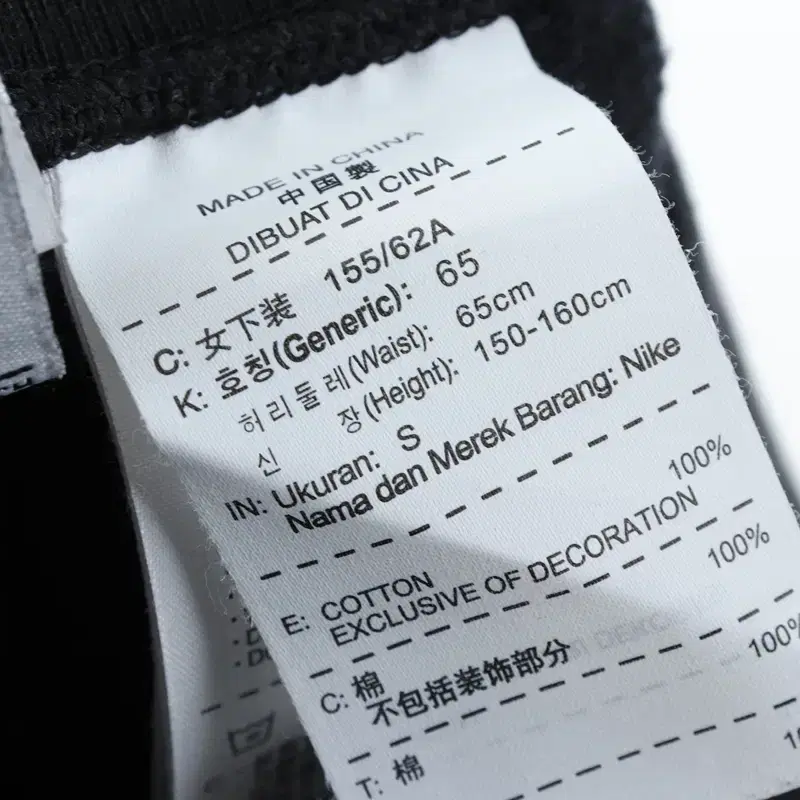 MADE IN CHINA
中国製
DIBUAT DI CINA
C: 女下装 155/62A
K: 호칭(Generic): 65
허리둘레(Waist): 65cm
신 장(Height): 150-160cm
IN: Ukuran: S
Nama dan Merek Barang: Nike
100%
E: COTTON
EXCLUSIVE OF DECORATION
100%
C: 棉
不包括装饰部分
100%
T: 棉